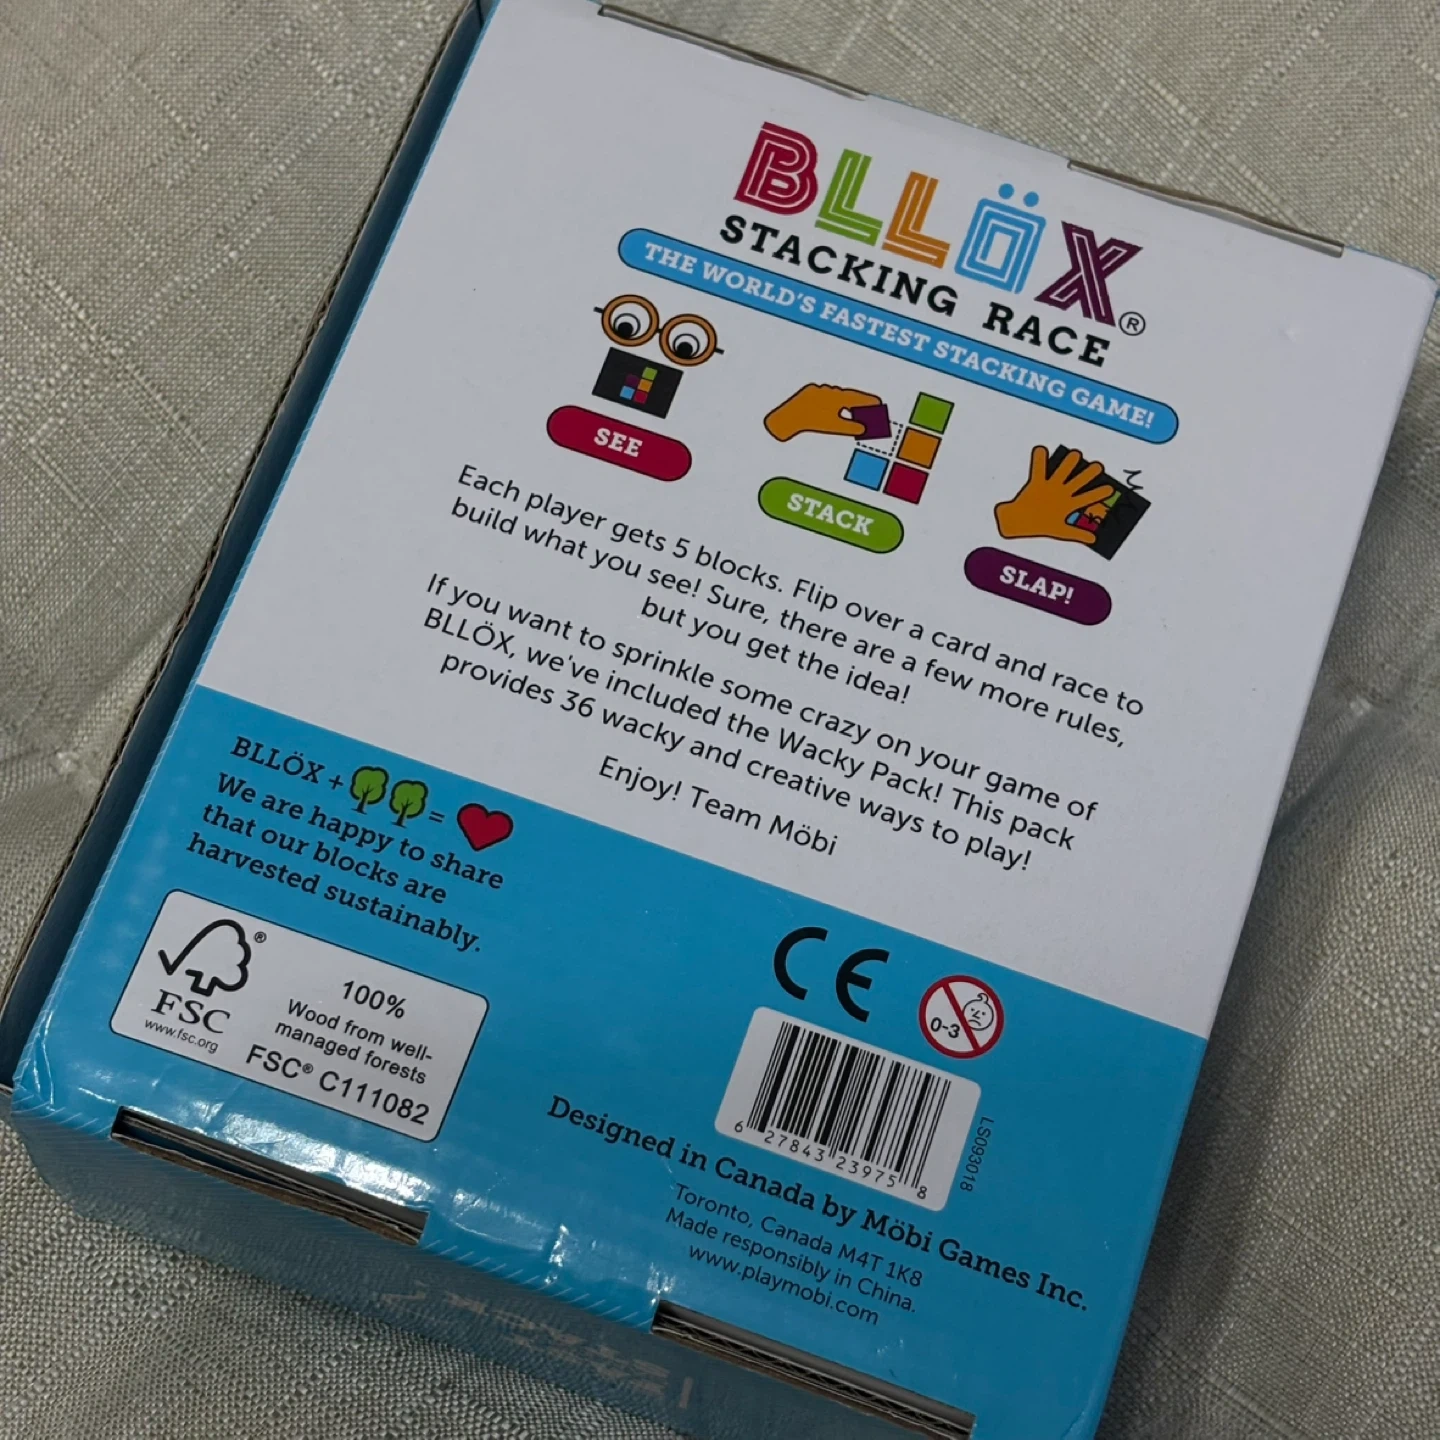 BLLÖX®
STACKING RACE
THE WORLD'S FASTEST STACKING GAME!
SEE
STACK
SLAP!
Each player gets 5 blocks. Flip over a card and race to
build what you see! Sure, there are a few more rules,
but you get the idea!
If you want to sprinkle some crazy on your game of
BLLÖX, we've included the Wacky Pack! This pack
provides 36 wacky and creative ways to play!
Enjoy! Team Möbi
BLLÖX + =
We are happy to share
that our blocks are
harvested sustainably.
®
FSC
www.fsc.org
100%
Wood from well-
managed forests
FSC® C111082
CE
0-3
6 27843 23975 8
LS093018
Designed in Canada by Möbi Games Inc.
Toronto, Canada M4T 1K8
Made responsibly in China.
www.playmobi.com